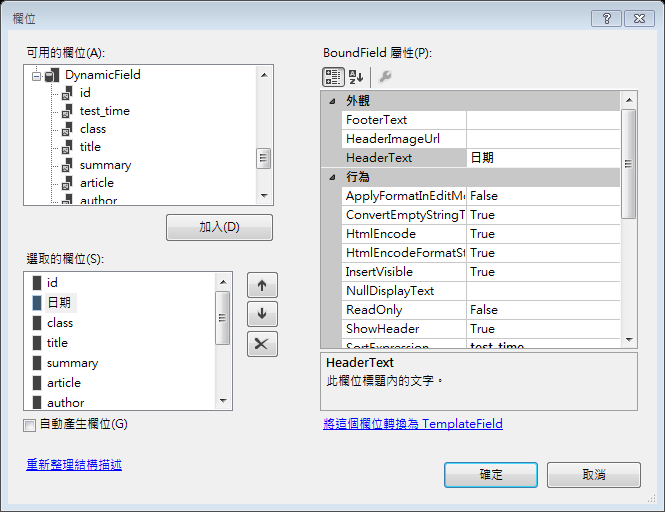 欄位
可用的欄位(A):
DynamicField
id
test_time
class
title
summary
article
author
加入(D)
選取的欄位(S):
id
日期
class
title
summary
article
author
自動產生欄位(G)
重新整理結構描述
BoundField 屬性(P):
外觀
FooterText
HeaderImageUrl
HeaderText 日期
行為
ApplyFormatInEditMo False
ConvertEmptyStringT True
HtmlEncode True
HtmlEncodeFormatSt True
InsertVisible True
NullDisplayText
ReadOnly False
ShowHeader True
SortExpression test_time
HeaderText
此欄位標題內的文字。
將這個欄位轉換為 TemplateField
確定
取消